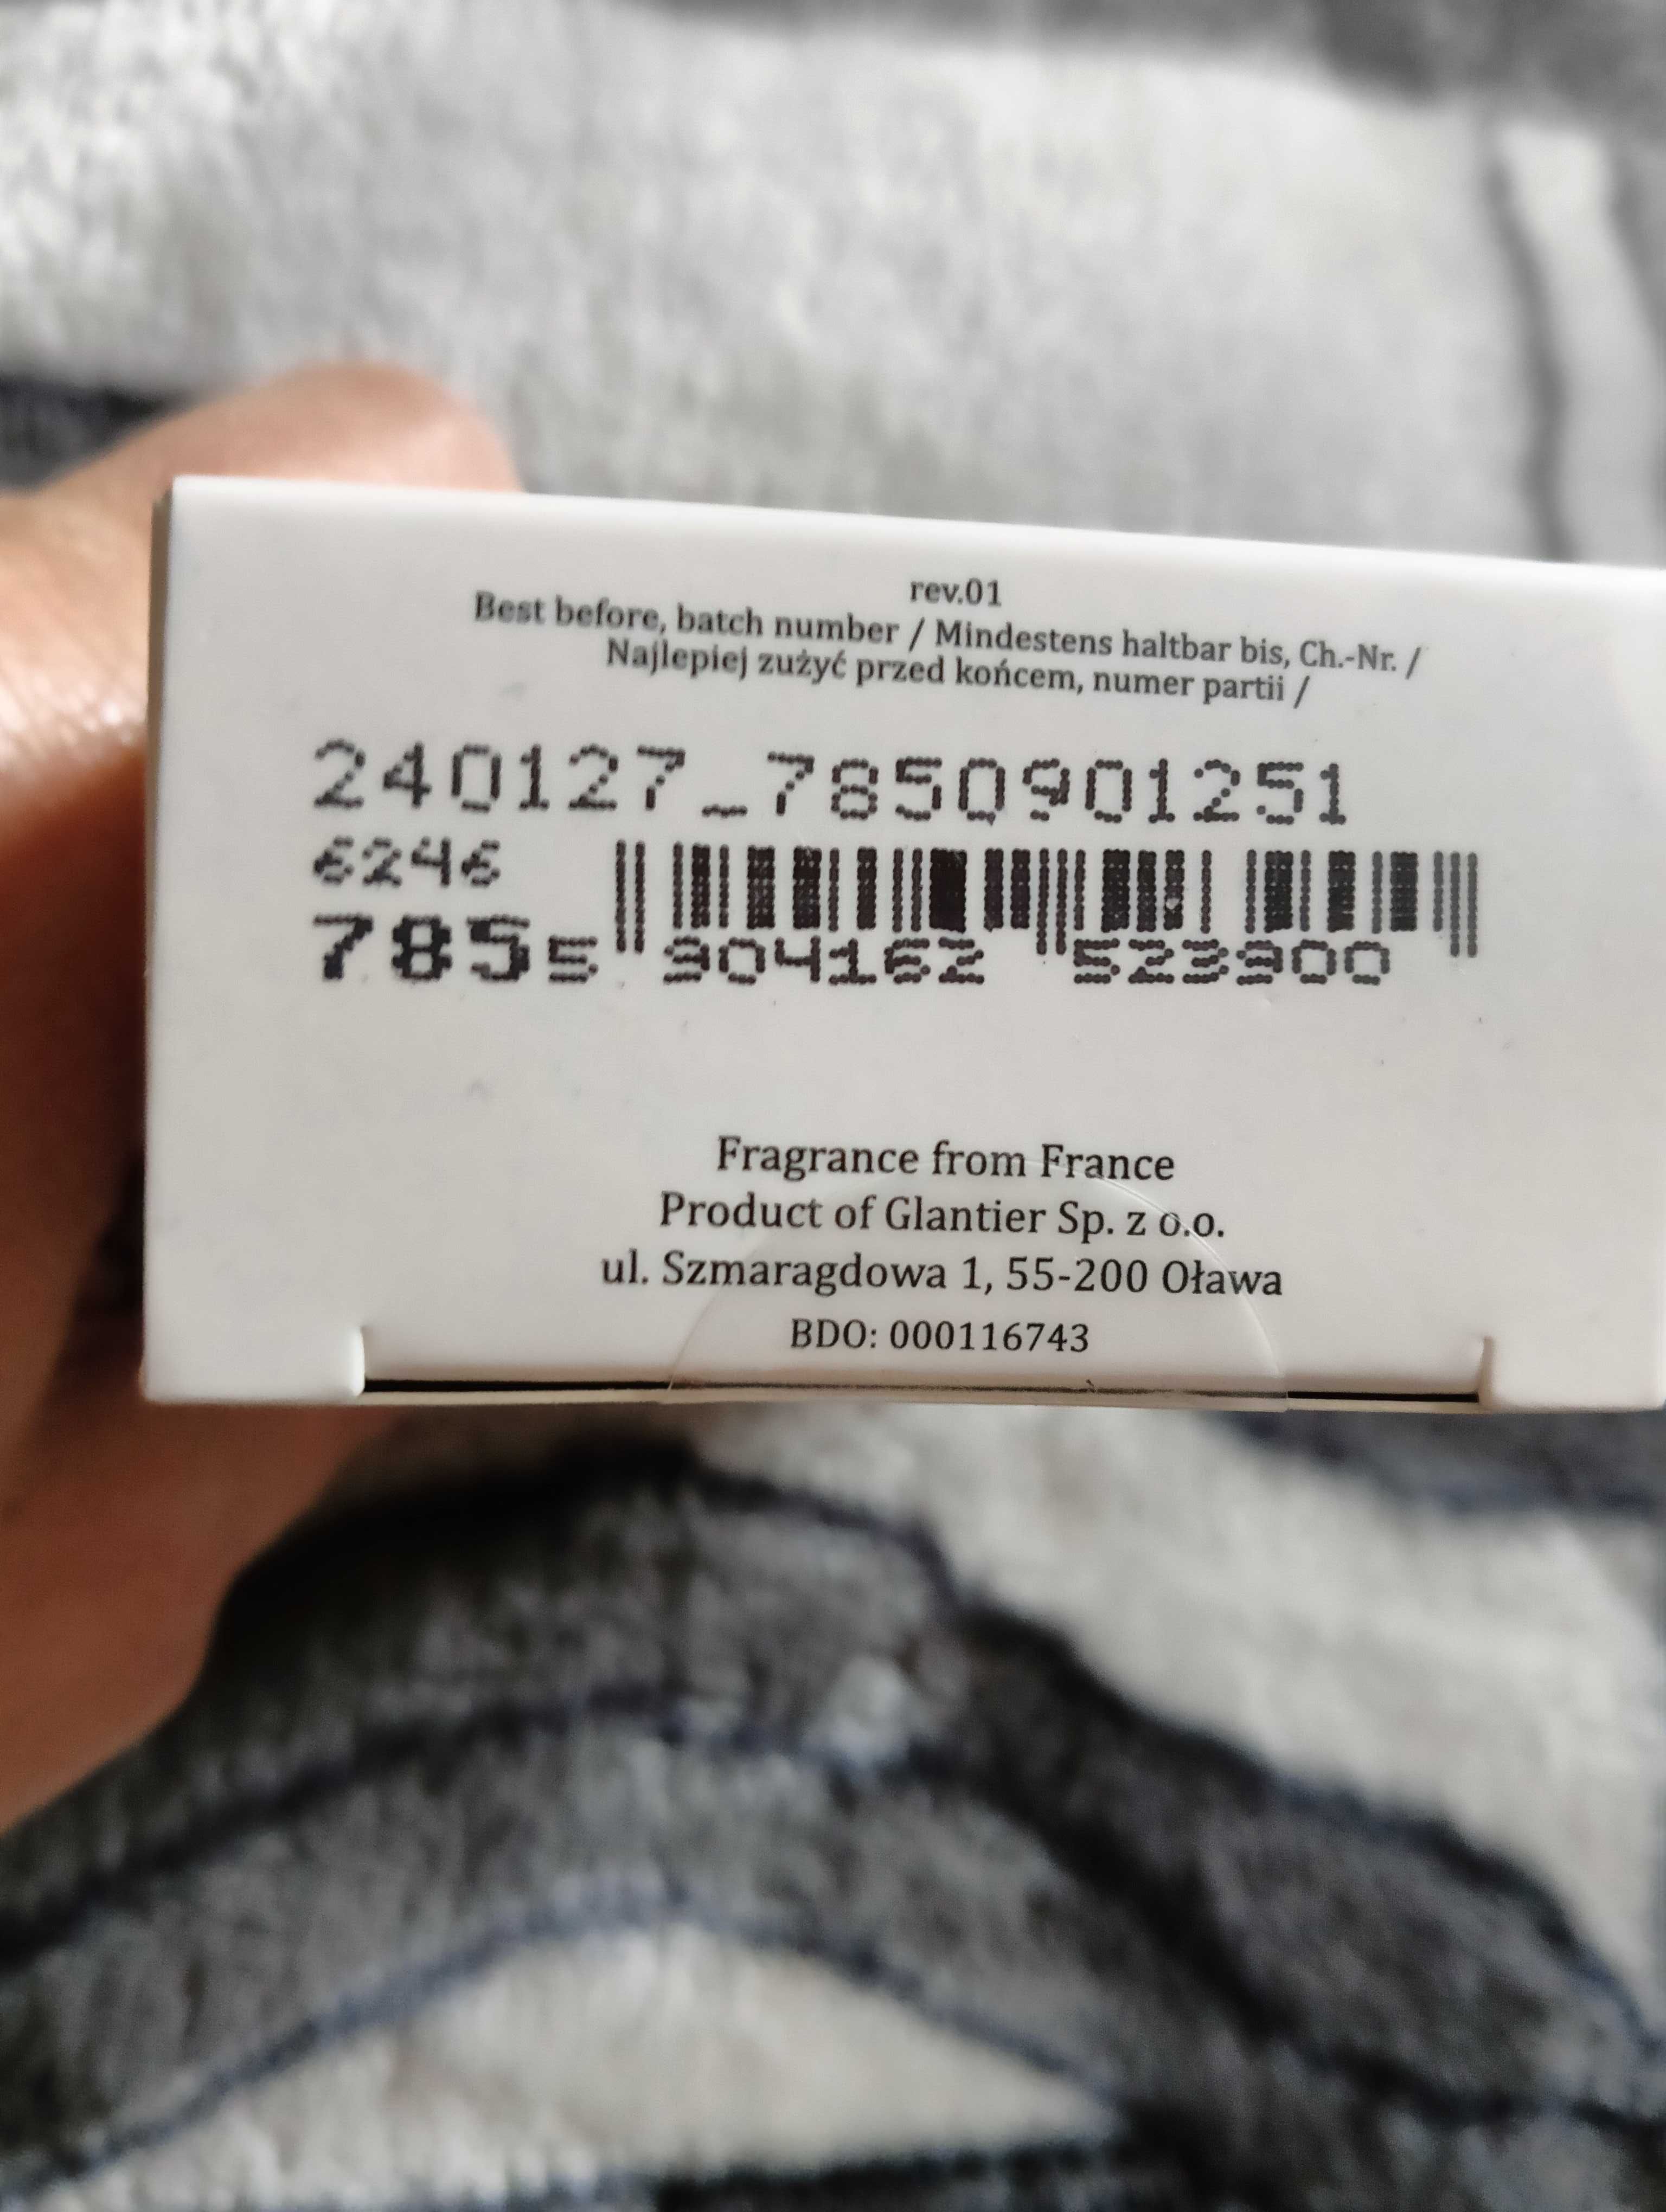 rev.01
Best before, batch number / Mindestens haltbar bis, Ch.-Nr. /
Najlepiej zużyć przed końcem, numer partii /
240127_7850901251
6246
785 5 904162 523900
Fragrance from France
Product of Glantier Sp. z o.o.
ul. Szmaragdowa 1, 55-200 Oława
BDO: 000116743